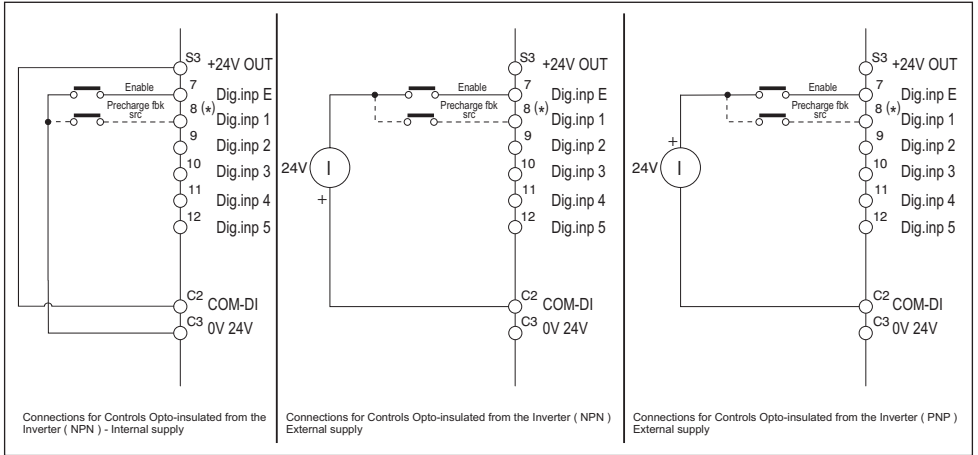 S3 +24V OUT
Enable 7 Dig.inp E
Precharge fbk 8 (*)
src Dig.inp 1
9 Dig.inp 2
10 Dig.inp 3
11 Dig.inp 4
12 Dig.inp 5
C2 COM-DI
C3 0V 24V
Connections for Controls Opto-insulated from the
Inverter ( NPN ) - Internal supply
S3 +24V OUT
Enable 7 Dig.inp E
Precharge fbk 8 (*)
src Dig.inp 1
9 Dig.inp 2
24V I 10 Dig.inp 3
+ 11 Dig.inp 4
12 Dig.inp 5
C2 COM-DI
C3 0V 24V
Connections for Controls Opto-insulated from the Inverter ( NPN )
External supply
S3 +24V OUT
Enable 7 Dig.inp E
Precharge fbk 8 (*)
src Dig.inp 1
+ 9 Dig.inp 2
24V I 10 Dig.inp 3
11 Dig.inp 4
12 Dig.inp 5
C2 COM-DI
C3 0V 24V
Connections for Controls Opto-insulated from the Inverter ( PNP )
External supply